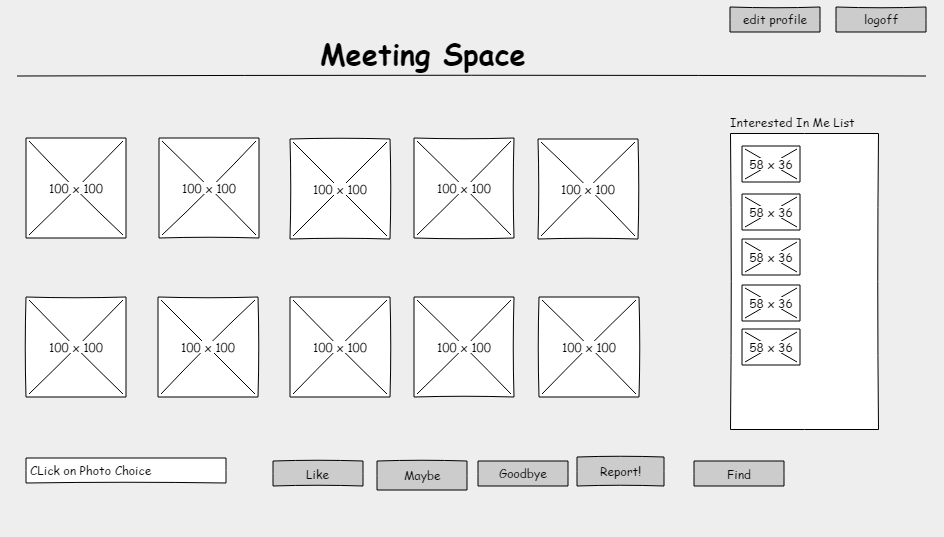 edit profile
logoff
Meeting Space
Interested In Me List
100 x 100
100 x 100
100 x 100
100 x 100
100 x 100
58 x 36
58 x 36
58 x 36
58 x 36
58 x 36
100 x 100
100 x 100
100 x 100
100 x 100
100 x 100
CLick on Photo Choice
Like
Maybe
Goodbye
Report!
Find